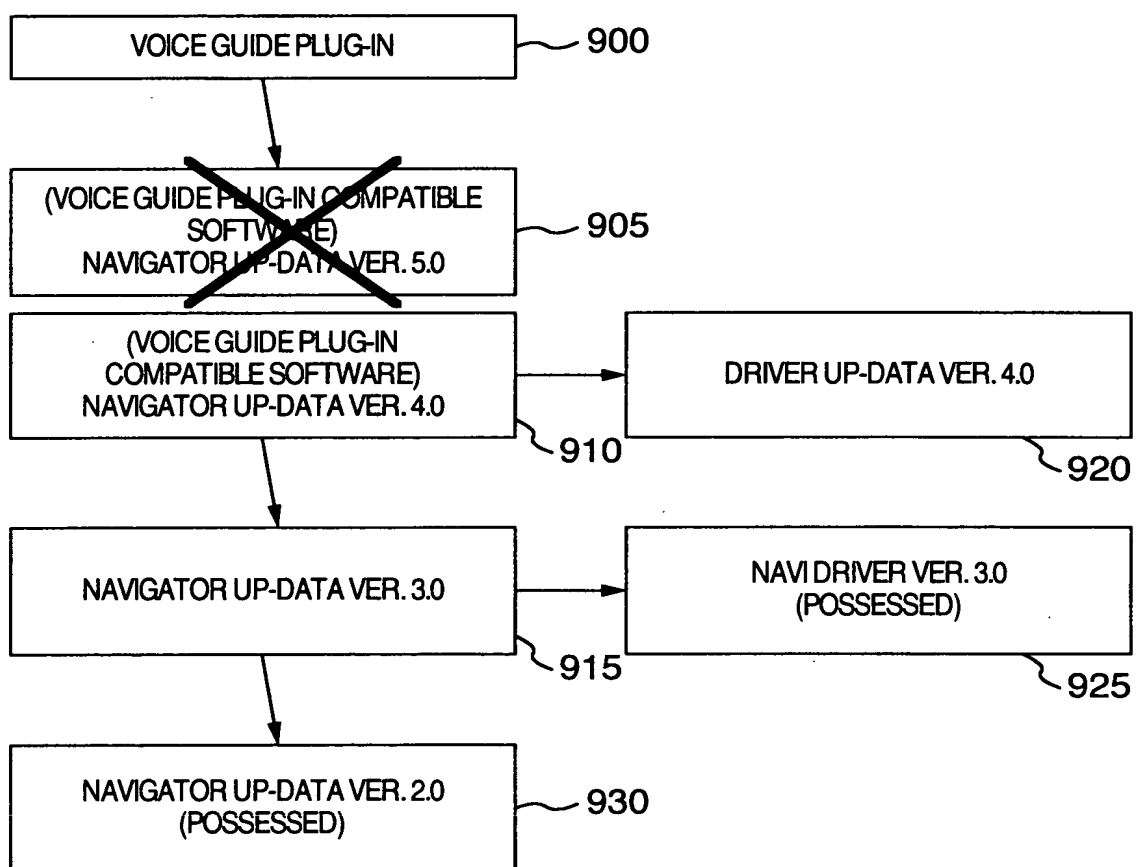 VOICE GUIDE PLUG-IN
900
(VOICE GUIDE PLUG-IN COMPATIBLE
SOFTWARE)
NAVIGATOR UP-DATA VER. 5.0
905
(VOICE GUIDE PLUG-IN
COMPATIBLE SOFTWARE)
NAVIGATOR UP-DATA VER. 4.0
910
DRIVER UP-DATA VER. 4.0
920
NAVIGATOR UP-DATA VER. 3.0
915
NAVI DRIVER VER. 3.0
(POSSESSED)
925
NAVIGATOR UP-DATA VER. 2.0
(POSSESSED)
930